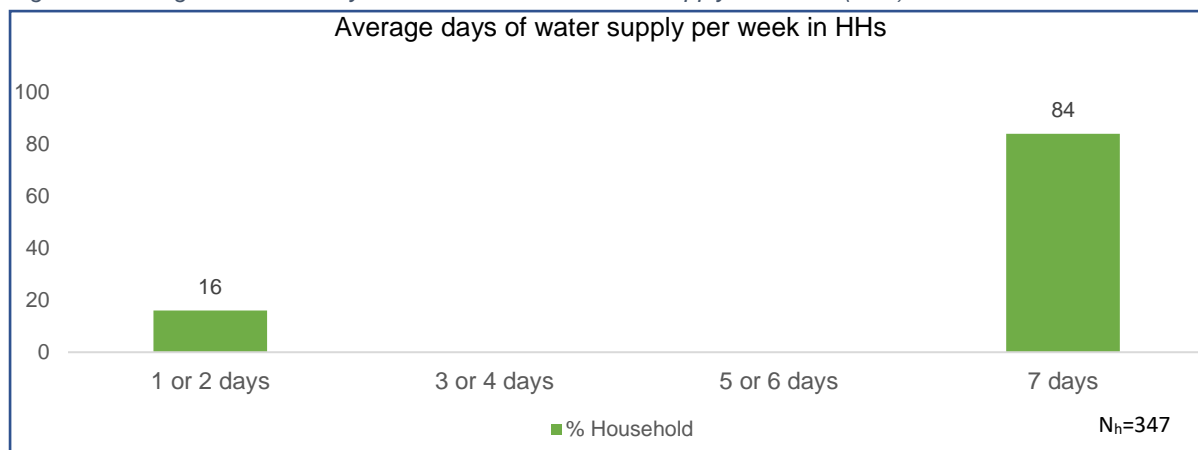 Average days of water supply per week in HHs
100
80
60
40
20
0
16
84
1 or 2 days
3 or 4 days
5 or 6 days
7 days
% Household
Nh=347